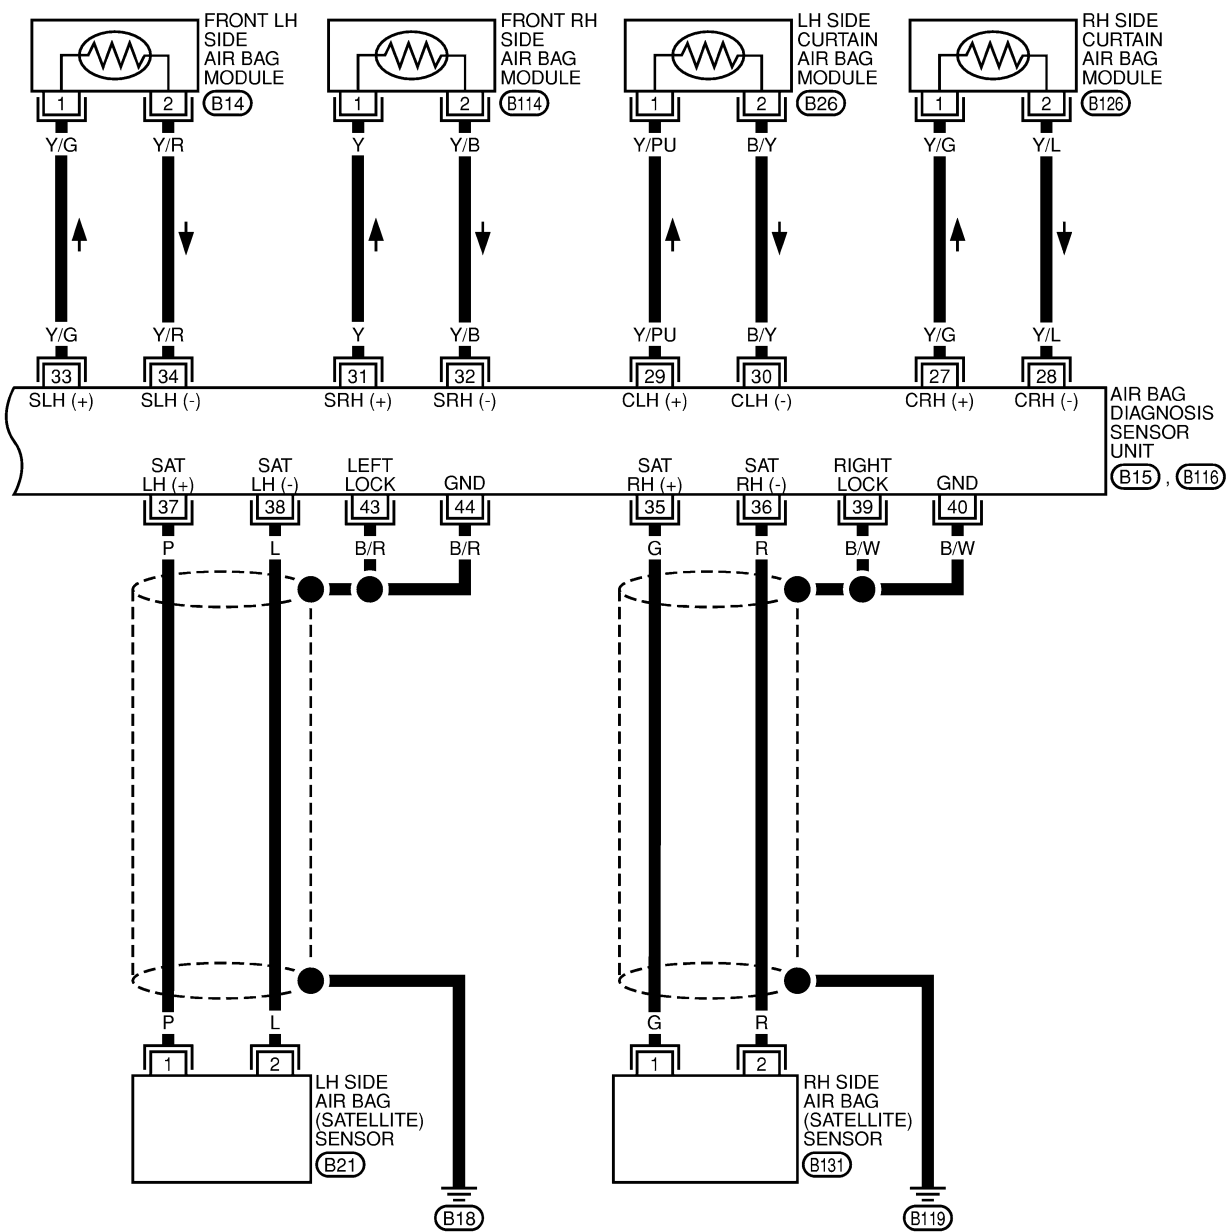 FRONT LH
SIDE
AIR BAG
MODULE
B14
FRONT RH
SIDE
AIR BAG
MODULE
B114
LH SIDE
CURTAIN
AIR BAG
MODULE
B26
RH SIDE
CURTAIN
AIR BAG
MODULE
B126
1 2 1 2 1 2 1 2
Y/G Y/R Y Y/B Y/PU B/Y Y/G Y/L
Y/G Y/R Y Y/B Y/PU B/Y Y/G Y/L
33 34 31 32 29 30 27 28
SLH (+) SLH (-) SRH (+) SRH (-) CLH (+) CLH (-) CRH (+) CRH (-)
AIR BAG
DIAGNOSIS
SENSOR
UNIT
B15 , B116
SAT
LH (+)
SAT
LH (-)
LEFT
LOCK
GND
SAT
RH (+)
SAT
RH (-)
RIGHT
LOCK
GND
37 38 43 44 35 36 39 40
P L B/R B/R G R B/W B/W
P L G R
1 2 1 2
LH SIDE
AIR BAG
(SATELLITE)
SENSOR
B21
RH SIDE
AIR BAG
(SATELLITE)
SENSOR
B131
B18
B119